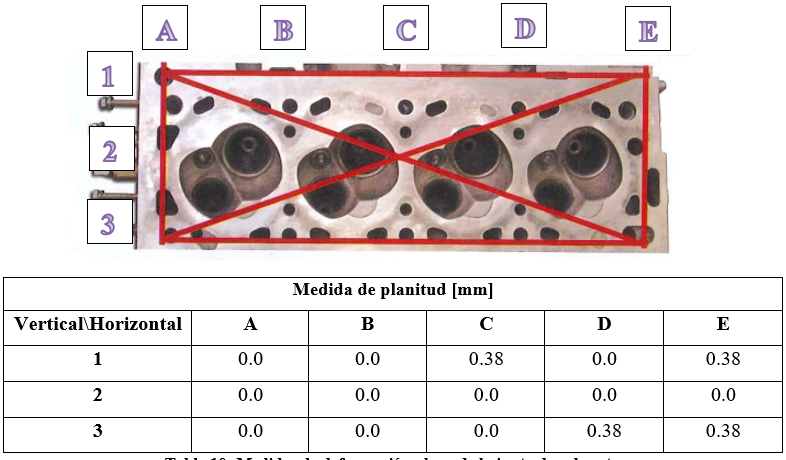 A B C D E
1
2
3
Medida de planitud [mm]
Vertical\Horizontal A B C D E
1 0.0 0.0 0.38 0.0 0.38
2 0.0 0.0 0.0 0.0 0.0
3 0.0 0.0 0.0 0.38 0.38